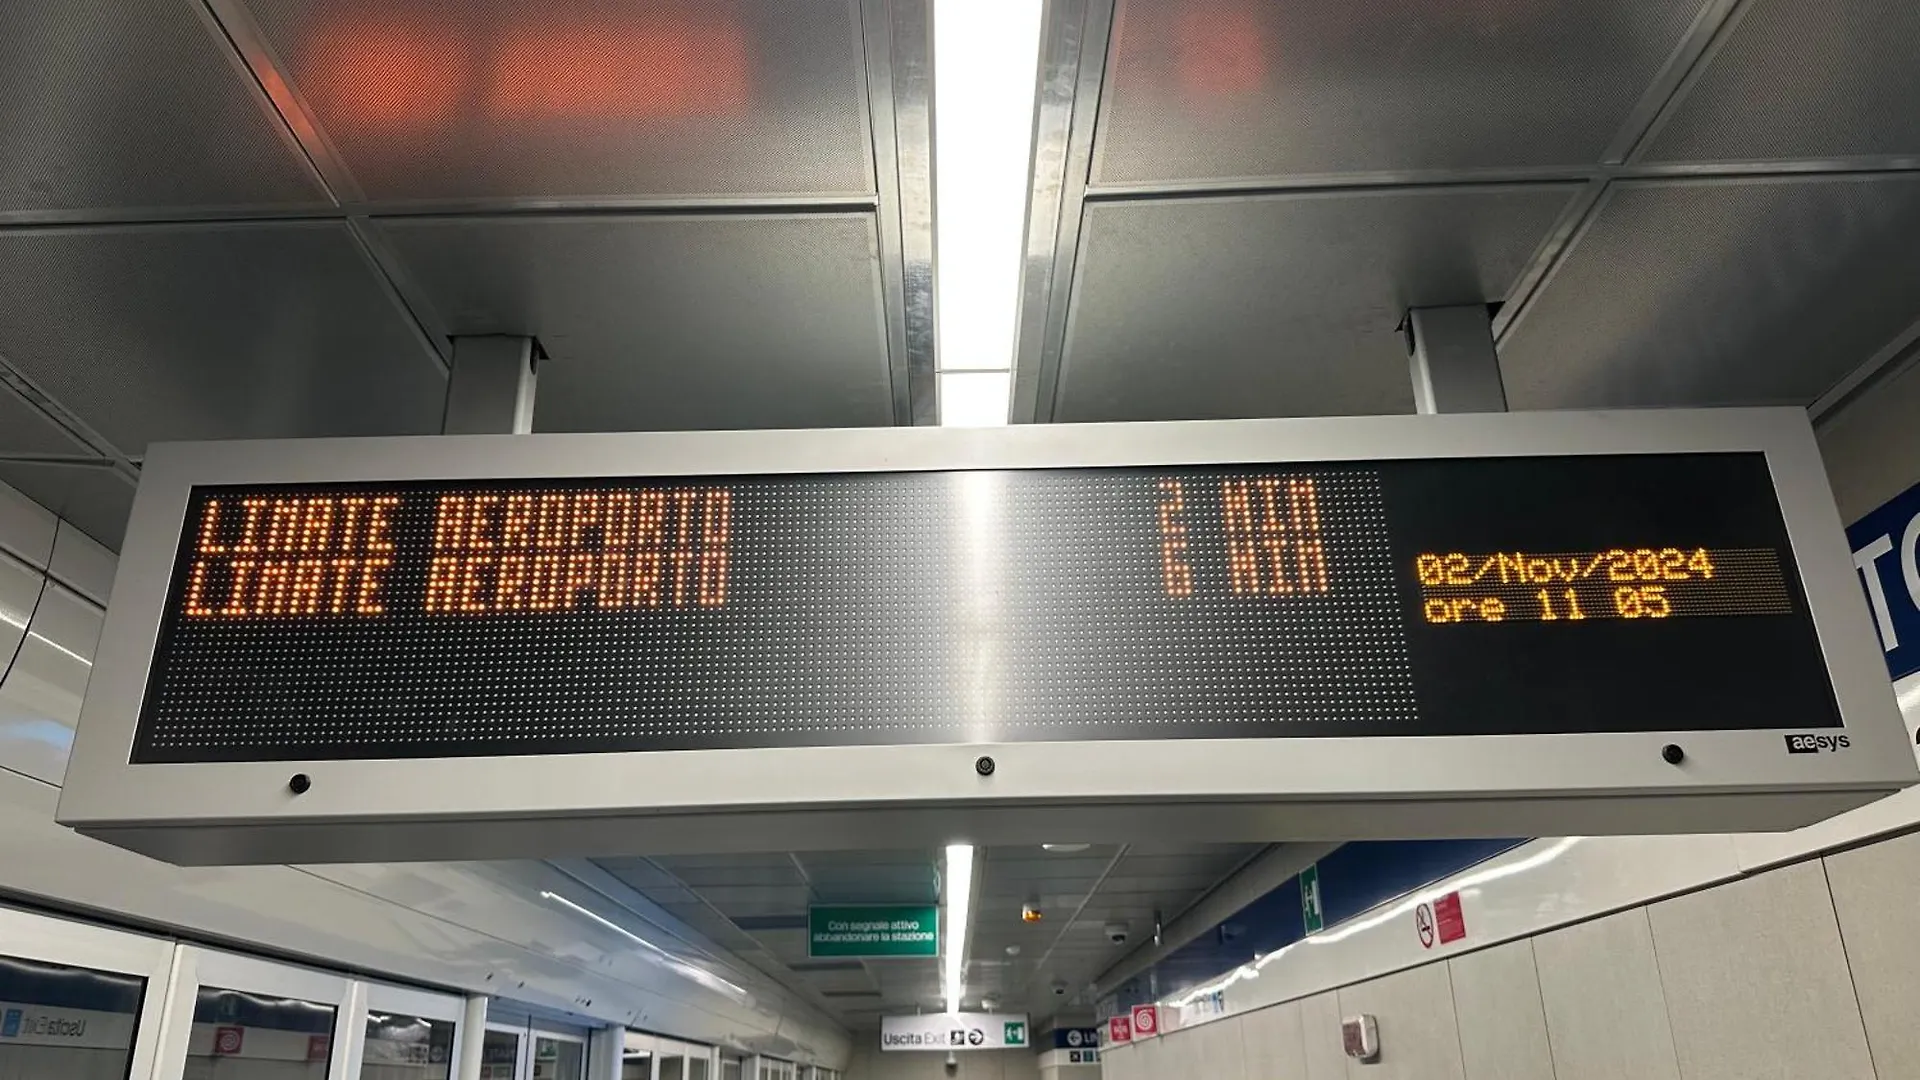 LINATE AEROPORTO 2 MIN
LINATE AEROPORTO 6 MIN
02/Nov/2024
ore 11 05
aesys
Con segnale attivo
abbandonare la stazione
Uscita Exit